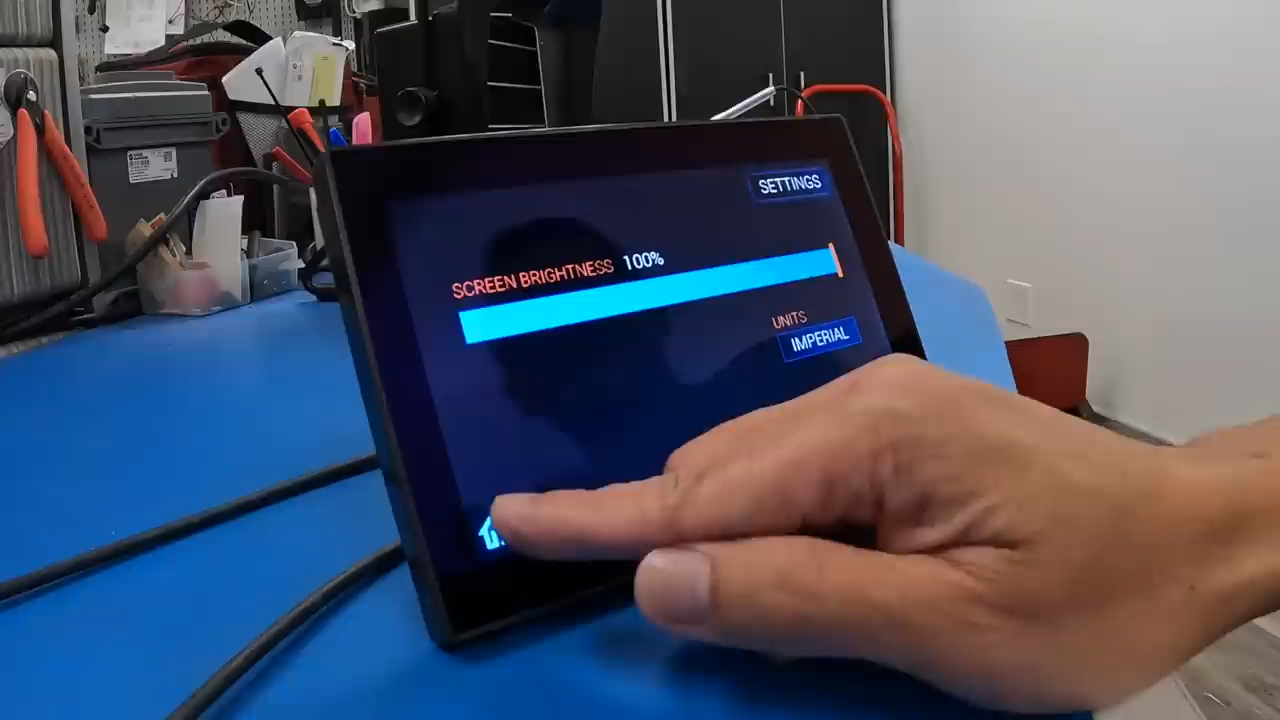 SETTINGS
SCREEN BRIGHTNESS 100%
UNITS
IMPERIAL